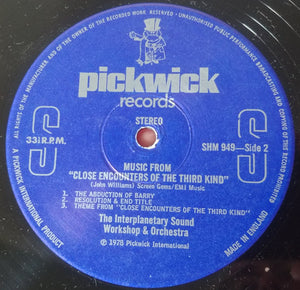 ALL RIGHTS OF THE MANUFACTURER, AND OF THE OWNER OF THE RECORDED WORK RESERVED — UNAUTHORISED PUBLIC PERFORMANCE BROADCASTING AND COPYING OF THIS RECORD PROHIBITED
pickwick
records
STEREO
S
S
33⅓ R.P.M.
SHM 949—Side 2
MUSIC FROM
"CLOSE ENCOUNTERS OF THE THIRD KIND"
(John Williams) Screen Gems/EMI Music
1. THE ABDUCTION OF BARRY
2. RESOLUTION & END TITLE
3. THEME FROM "CLOSE ENCOUNTERS OF THE THIRD KIND"
The Interplanetary Sound
Workshop & Orchestra
℗ 1978 Pickwick International
A PICKWICK INTERNATIONAL PRODUCT
MADE IN ENGLAND